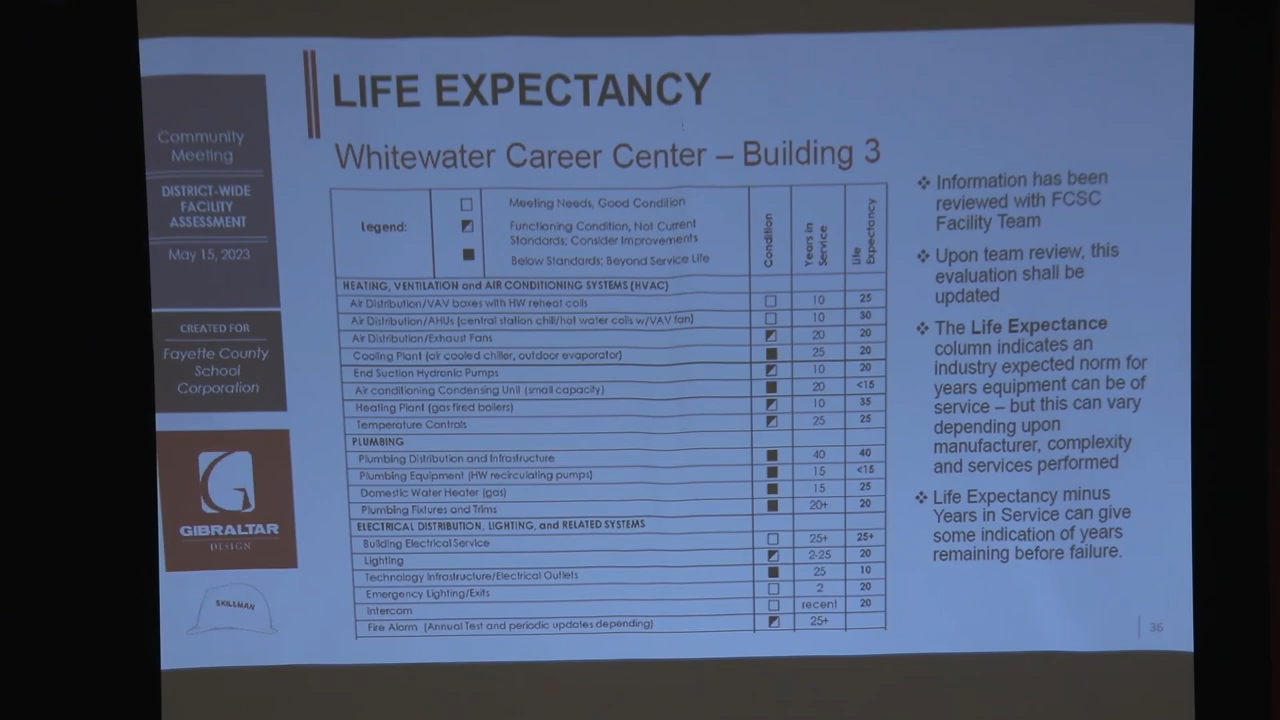 Community
Meeting
DISTRICT-WIDE
FACILITY
ASSESSMENT
May 15, 2023
CREATED FOR
Fayette County
School
Corporation
GIBRALTAR
DESIGN
SKILLMAN
LIFE EXPECTANCY
Whitewater Career Center – Building 3
Legend:
☐ Meeting Needs, Good Condition
◩ Functioning Condition, Not Current
Standards; Consider Improvements
■ Below Standards; Beyond Service Life
Condition
Years in
Service
Life
Expectancy
HEATING, VENTILATION and AIR CONDITIONING SYSTEMS (HVAC)
Air Distribution/VAV boxes with HW reheat coils ☐ 10 25
Air Distribution/AHUs (central station chill/hot water coils w/VAV fan) ☐ 10 30
Air Distribution/Exhaust Fans ◩ 20 20
Cooling Plant (air cooled chiller, outdoor evaporator) ■ 25 20
End Suction Hydronic Pumps ◩ 10 20
Air conditioning Condensing Unit (small capacity) ■ 20 <15
Heating Plant (gas fired boilers) ◩ 10 35
Temperature Controls ◩ 25 25
PLUMBING
Plumbing Distribution and Infrastructure ■ 40 40
Plumbing Equipment (HW recirculating pumps) ■ 15 <15
Domestic Water Heater (gas) ■ 15 25
Plumbing Fixtures and Trims ■ 20+ 20
ELECTRICAL DISTRIBUTION, LIGHTING, and RELATED SYSTEMS
Building Electrical Service ☐ 25+ 25+
Lighting ◩ 2-25 20
Technology Infrastructure/Electrical Outlets ■ 25 10
Emergency Lighting/Exits ☐ 2 20
Intercom ☐ recent 20
Fire Alarm (Annual Test and periodic updates depending) ◩ 25+
❖ Information has been
reviewed with FCSC
Facility Team
❖ Upon team review, this
evaluation shall be
updated
❖ The Life Expectance
column indicates an
industry expected norm for
years equipment can be of
service – but this can vary
depending upon
manufacturer, complexity
and services performed
❖ Life Expectancy minus
Years in Service can give
some indication of years
remaining before failure.
36